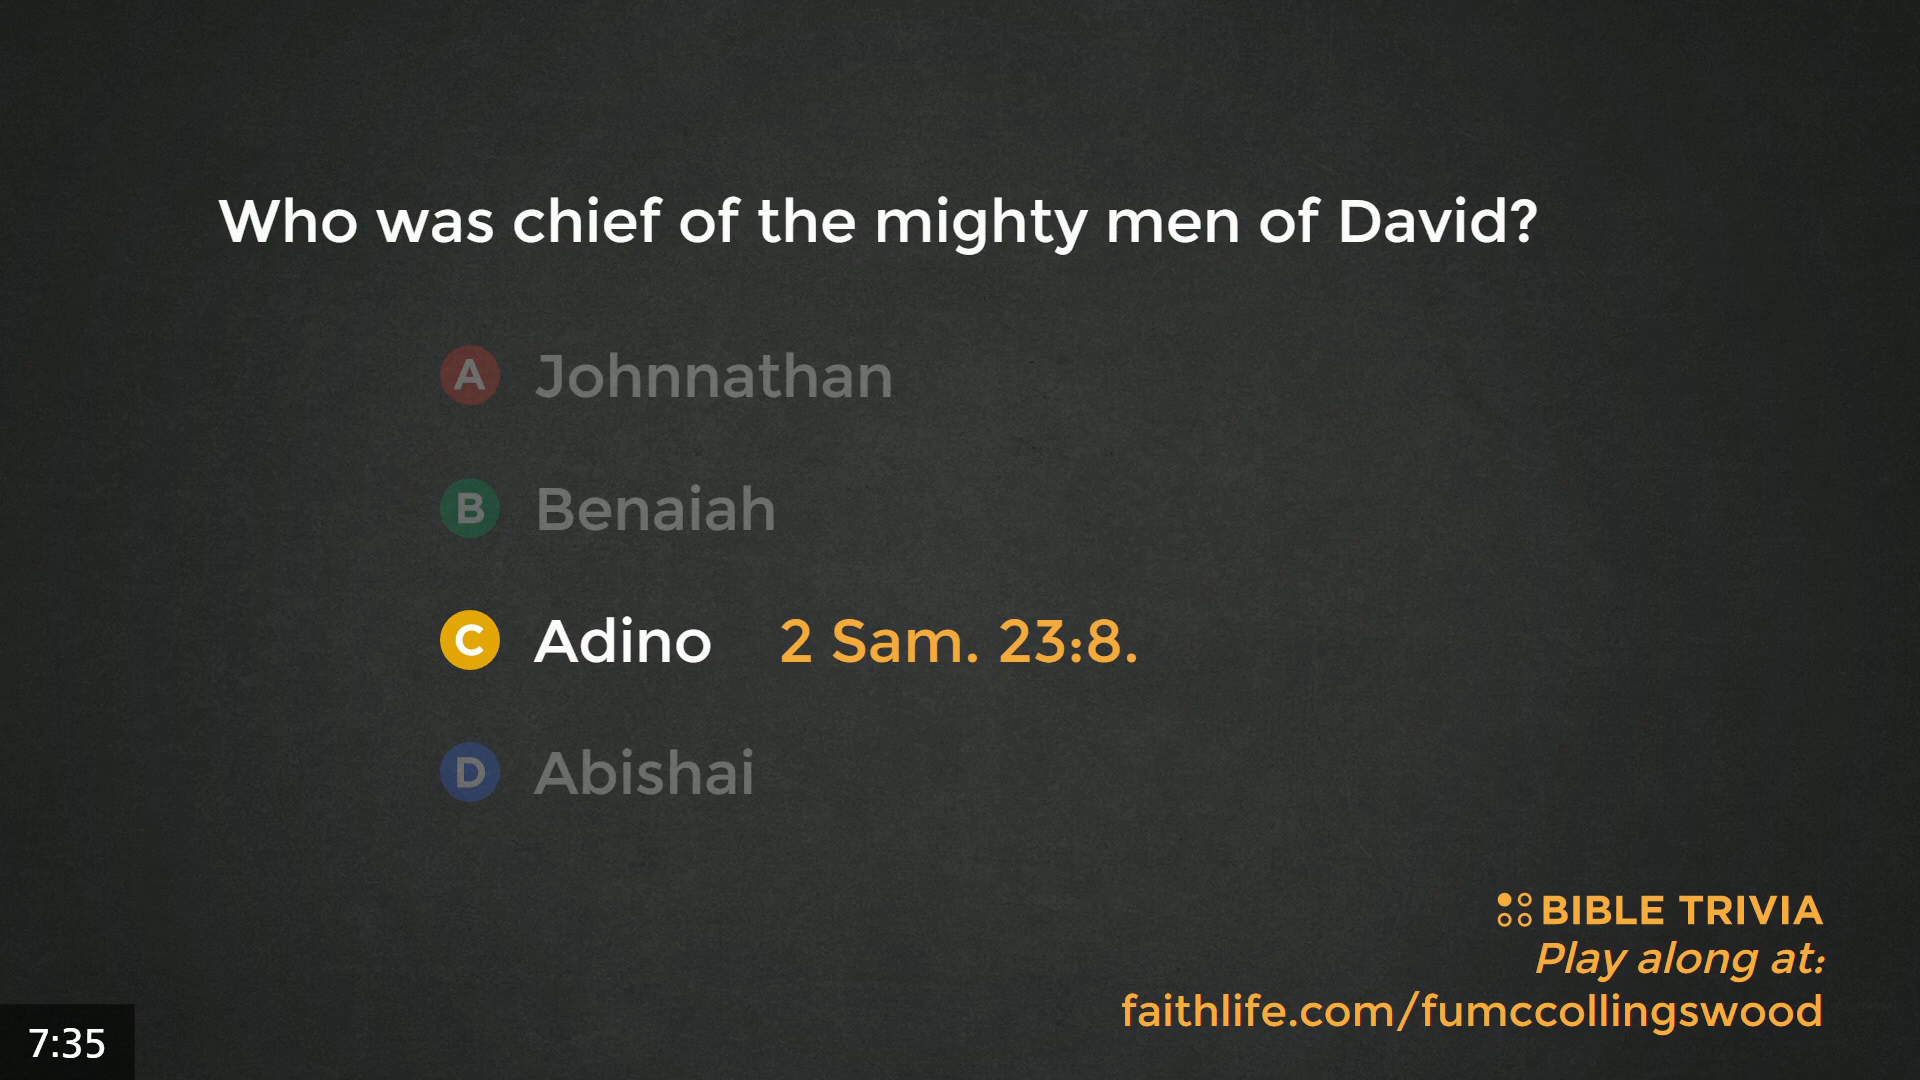 Who was chief of the mighty men of David?
A Johnnathan
B Benaiah
C Adino 2 Sam. 23:8.
D Abishai
BIBLE TRIVIA
Play along at:
faithlife.com/fumccollingswood
7:35